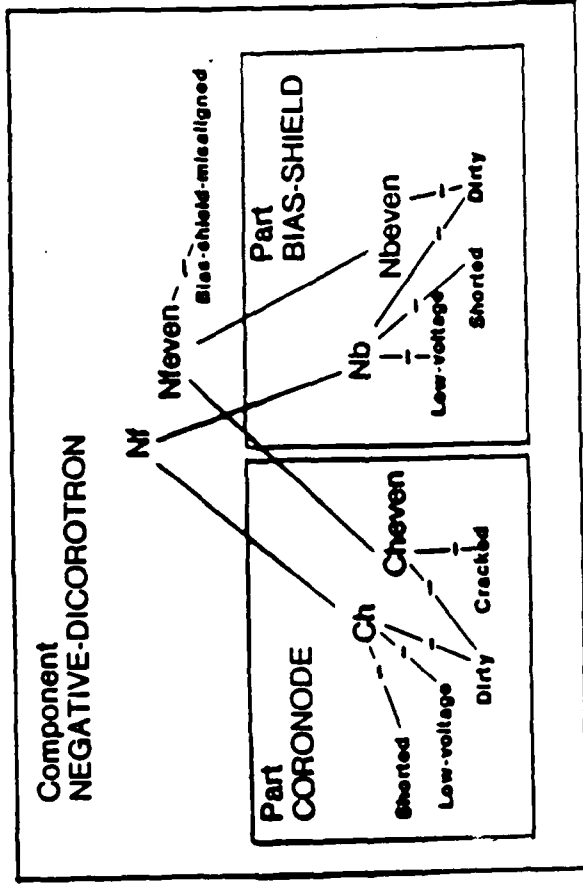 Component
NEGATIVE-DICOROTRON
Nf
Nfeven
Bias-shield-misaligned
Part
CORONODE
Ch
Cheven
Shorted
Low-voltage
Dirty
Cracked
Part
BIAS-SHIELD
Nb
Nbeven
Low-voltage
Shorted
Dirty